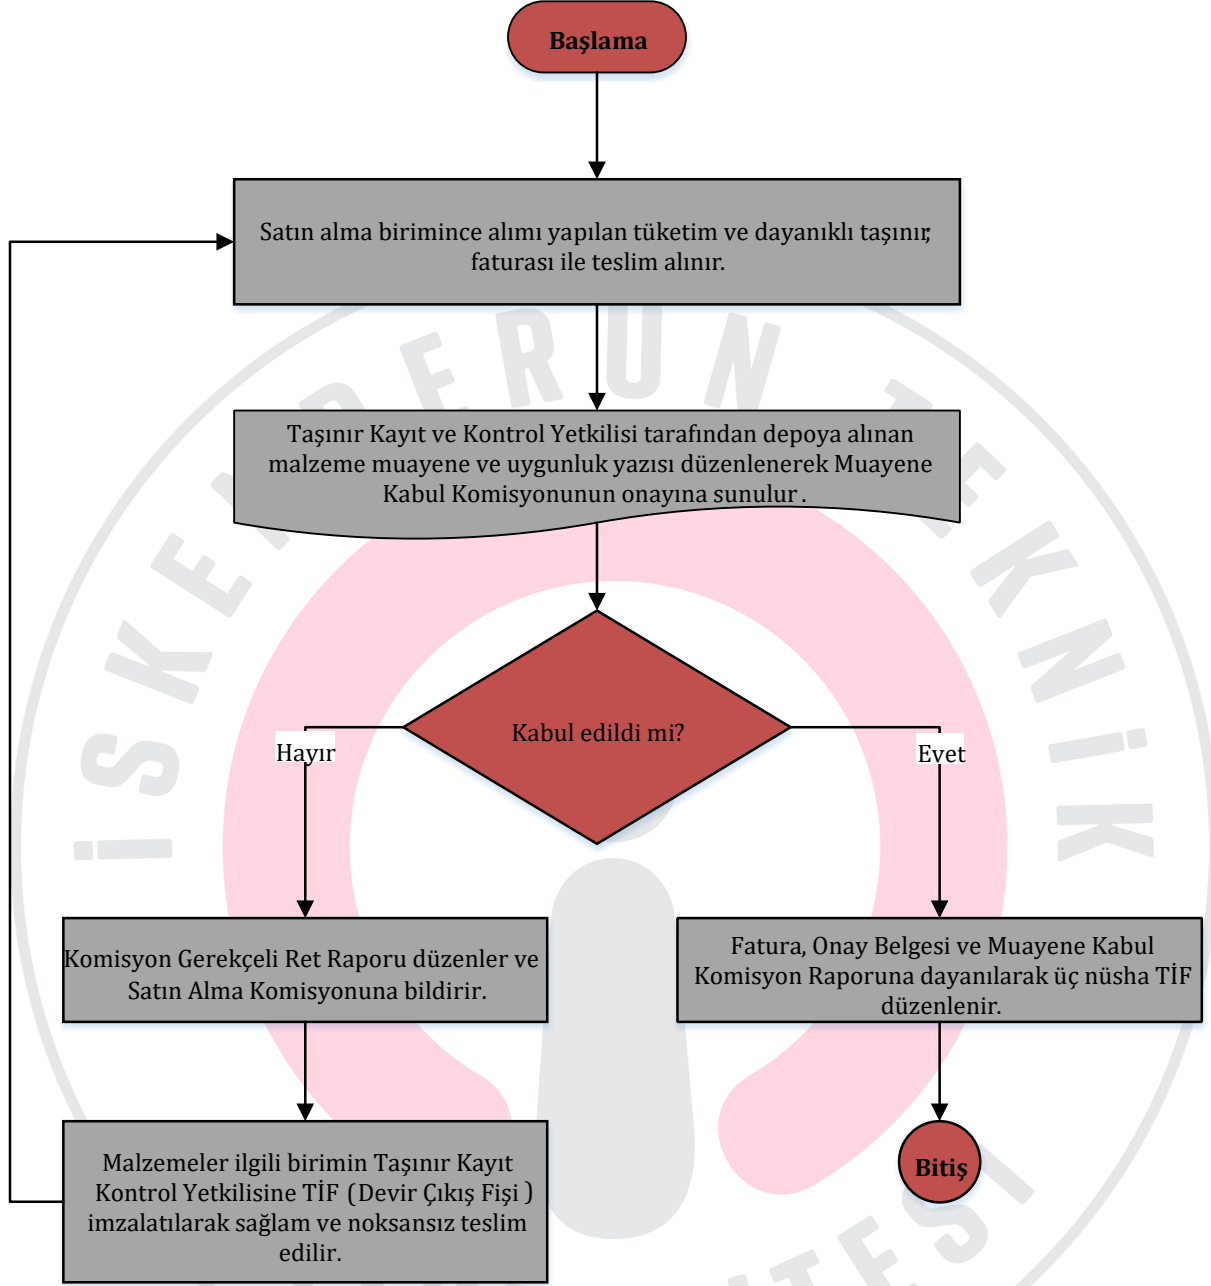 Başlama
Satın alma birimince alımı yapılan tüketim ve dayanıklı taşınır;
faturası ile teslim alınır.
Taşınır Kayıt ve Kontrol Yetkilisi tarafından depoya alınan
malzeme muayene ve uygunluk yazısı düzenlenerek Muayene
Kabul Komisyonunun onayına sunulur .
Kabul edildi mi?
Hayır
Evet
Komisyon Gerekçeli Ret Raporu düzenler ve
Satın Alma Komisyonuna bildirir.
Fatura, Onay Belgesi ve Muayene Kabul
Komisyon Raporuna dayanılarak üç nüsha TİF
düzenlenir.
Malzemeler ilgili birimin Taşınır Kayıt
Kontrol Yetkilisine TİF (Devir Çıkış Fişi )
imzalatılarak sağlam ve noksansız teslim
edilir.
Bitiş
İSKENDERUN TEKNİK